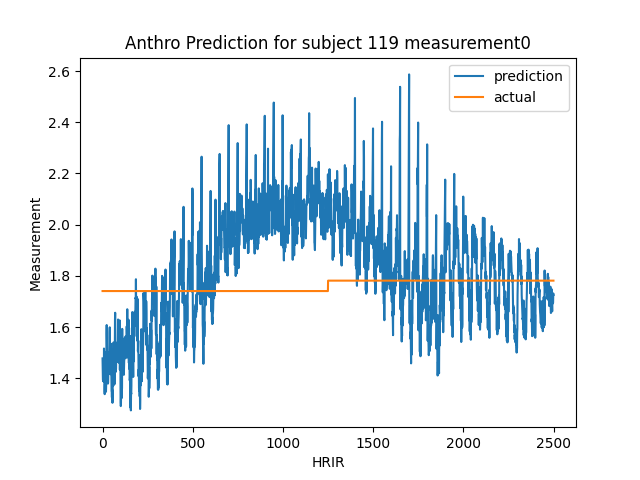 Anthro Prediction for subject 119 measurement0
prediction
actual
2.6
2.4
2.2
2.0
1.8
1.6
1.4
Measurement
0
500
1000
1500
2000
2500
HRIR